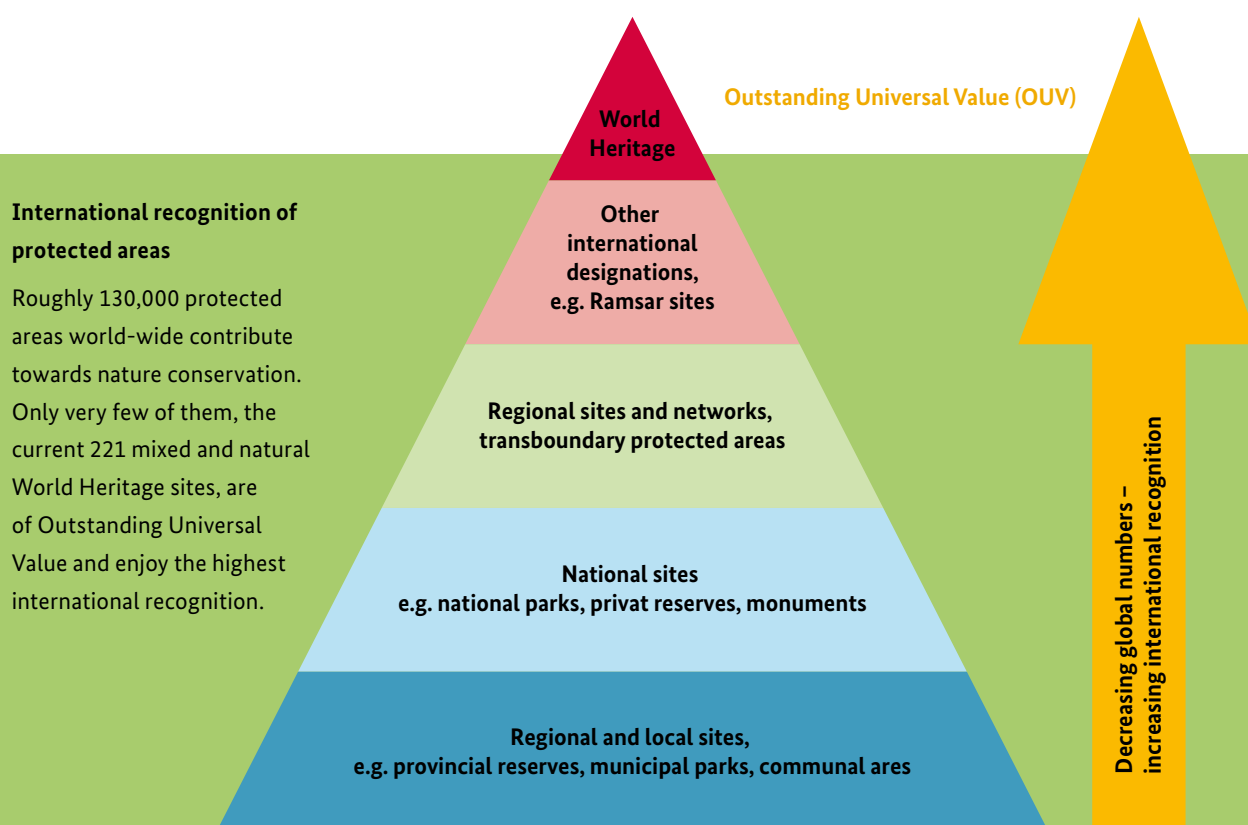 World
Heritage
Outstanding Universal Value (OUV)
International recognition of
protected areas
Roughly 130,000 protected
areas world-wide contribute
towards nature conservation.
Only very few of them, the
current 221 mixed and natural
World Heritage sites, are
of Outstanding Universal
Value and enjoy the highest
international recognition.
Other
international
designations,
e.g. Ramsar sites
Regional sites and networks,
transboundary protected areas
National sites
e.g. national parks, privat reserves, monuments
Regional and local sites,
e.g. provincial reserves, municipal parks, communal ares
Decreasing global numbers –
increasing international recognition